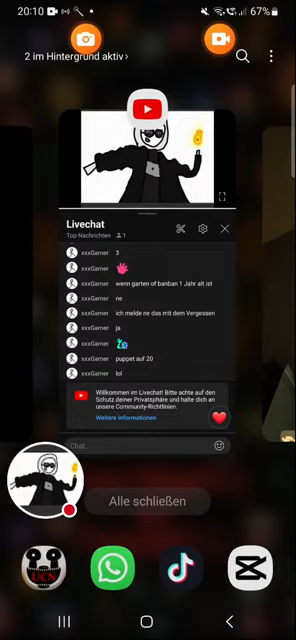 20:10
67%
2 im Hintergrund aktiv
Livechat
Top-Nachrichten 1
xxxGamer 3
xxxGamer
xxxGamer wenn garten of banban 1 Jahr alt ist
xxxGamer ne
xxxGamer ich melde ne das mit dem Vergessen
xxxGamer ja
xxxGamer
xxxGamer puppet auf 20
xxxGamer lol
Willkommen im Livechat! Bitte achte auf den
Schutz deiner Privatsphäre und halte dich an
unsere Community-Richtlinien.
Weitere Informationen
Chat...
Alle schließen
UCN